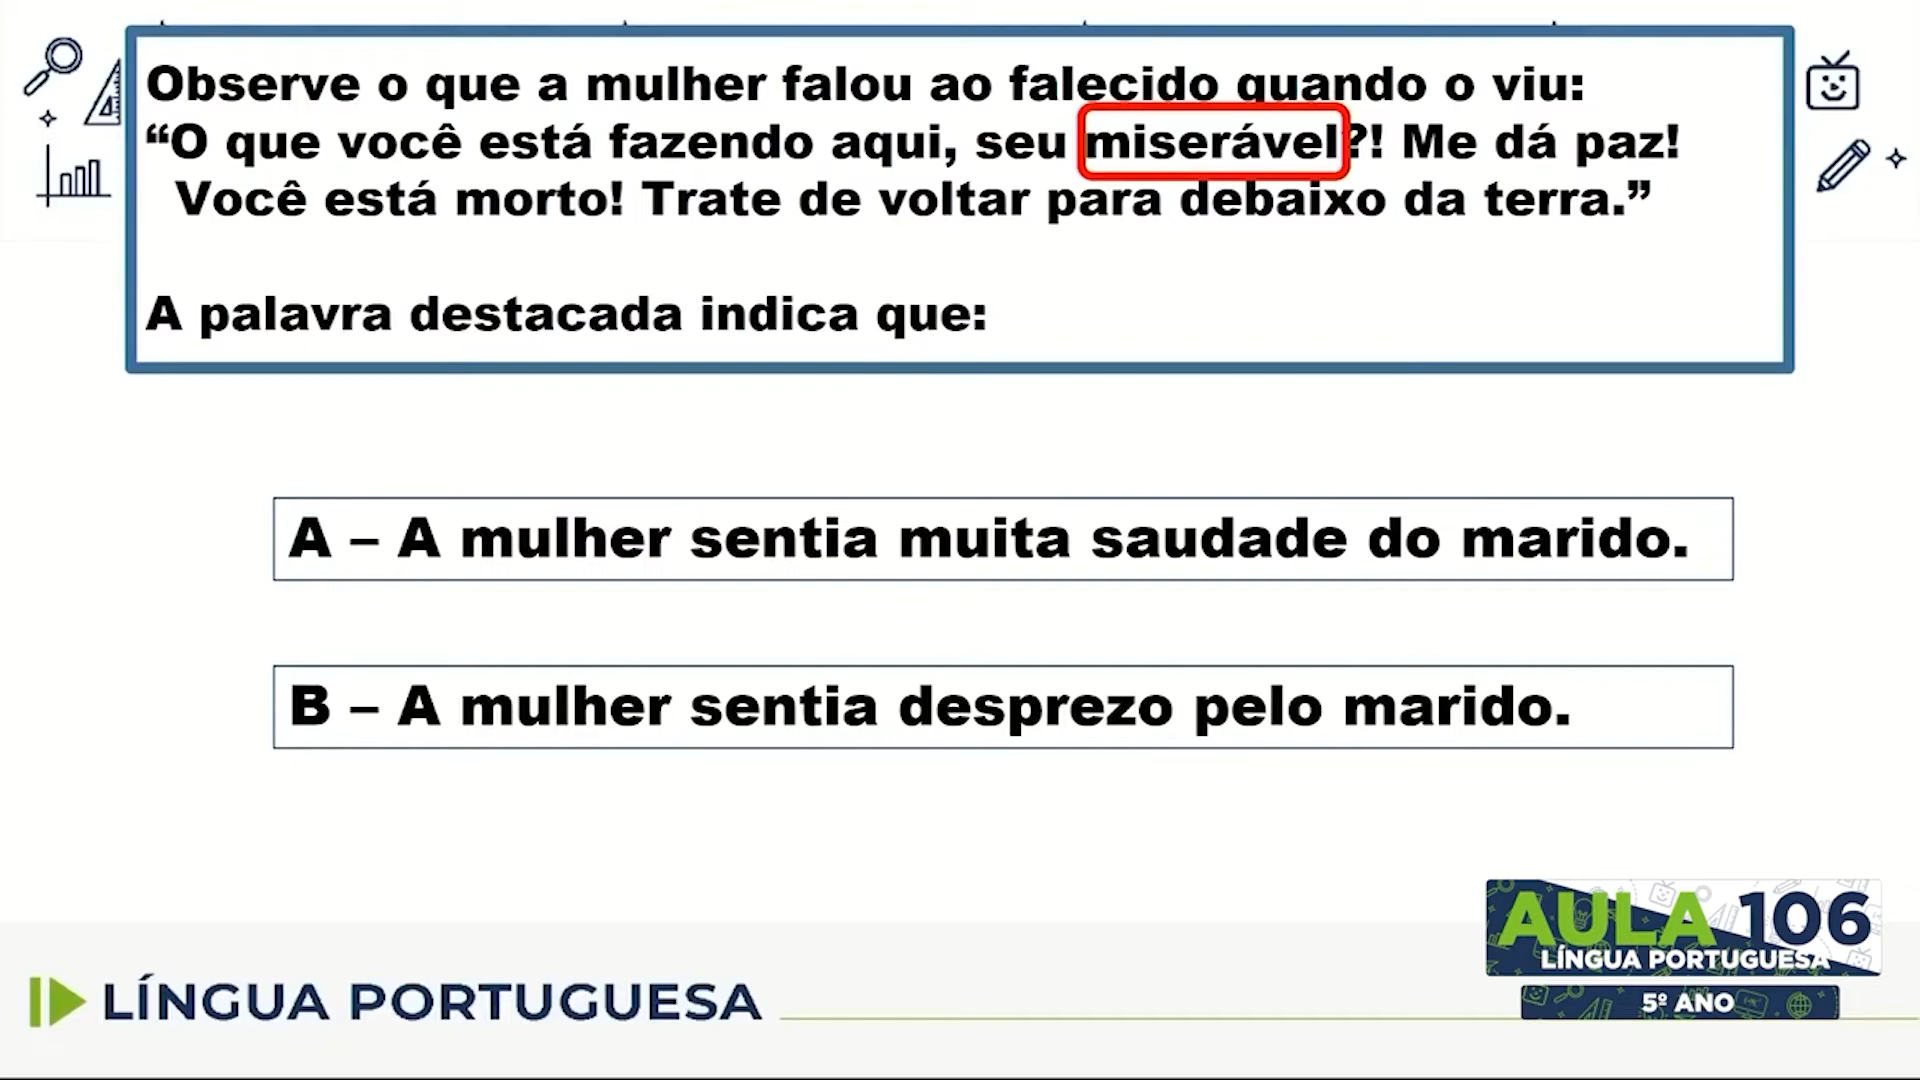 Observe o que a mulher falou ao falecido quando o viu:
“O que você está fazendo aqui, seu miserável?! Me dá paz!
Você está morto! Trate de voltar para debaixo da terra.”
A palavra destacada indica que:
A – A mulher sentia muita saudade do marido.
B – A mulher sentia desprezo pelo marido.
AULA 106
LÍNGUA PORTUGUESA
5º ANO
LÍNGUA PORTUGUESA